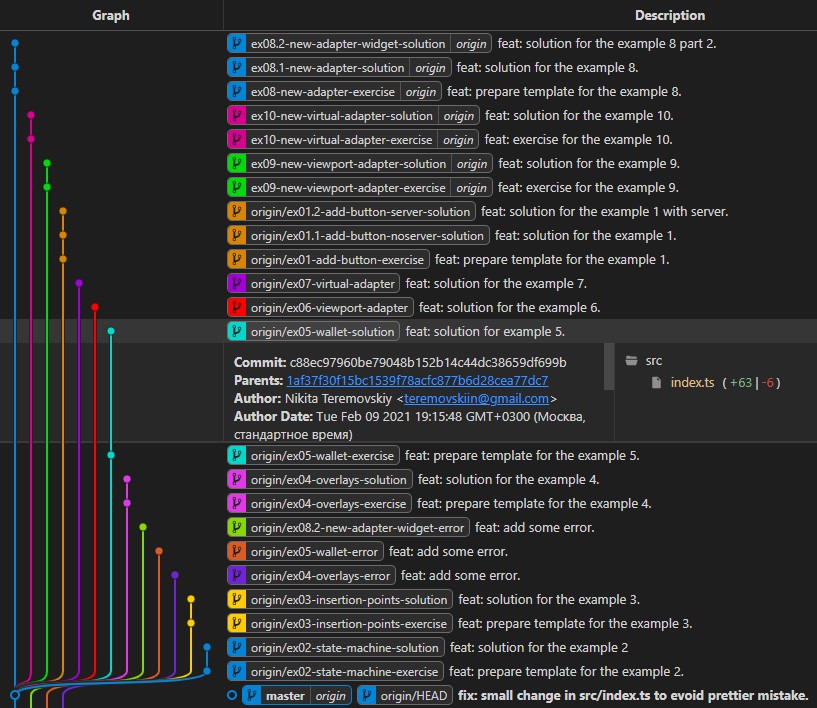 Graph Description
ex08.2-new-adapter-widget-solution origin feat: solution for the example 8 part 2.
ex08.1-new-adapter-solution origin feat: solution for the example 8.
ex08-new-adapter-exercise origin feat: prepare template for the example 8.
ex10-new-virtual-adapter-solution origin feat: solution for the example 10.
ex10-new-virtual-adapter-exercise origin feat: exercise for the example 10.
ex09-new-viewport-adapter-solution origin feat: solution for the example 9.
ex09-new-viewport-adapter-exercise origin feat: exercise for the example 9.
origin/ex01.2-add-button-server-solution feat: solution for the example 1 with server.
origin/ex01.1-add-button-noserver-solution feat: solution for the example 1.
origin/ex01-add-button-exercise feat: prepare template for the example 1.
origin/ex07-virtual-adapter feat: solution for the example 7.
origin/ex06-viewport-adapter feat: solution for the example 6.
origin/ex05-wallet-solution feat: solution for example 5.
Commit: c88ec97960be79048b152b14c44dc38659df699b
Parents: 1af37f30f15bc1539f78acfc877b6d28cea77dc7
Author: Nikita Teremovskiy <teremovskiin@gmail.com>
Author Date: Tue Feb 09 2021 19:15:48 GMT+0300 (Москва,
стандартное время)
src
index.ts ( +63 | -6 )
origin/ex05-wallet-exercise feat: prepare template for the example 5.
origin/ex04-overlays-solution feat: solution for the example 4.
origin/ex04-overlays-exercise feat: prepare template for the example 4.
origin/ex08.2-new-adapter-widget-error feat: add some error.
origin/ex05-wallet-error feat: add some error.
origin/ex04-overlays-error feat: add some error.
origin/ex03-insertion-points-solution feat: solution for the example 3.
origin/ex03-insertion-points-exercise feat: prepare template for the example 3.
origin/ex02-state-machine-solution feat: solution for the example 2
origin/ex02-state-machine-exercise feat: prepare template for the example 2.
master origin origin/HEAD fix: small change in src/index.ts to evoid prettier mistake.